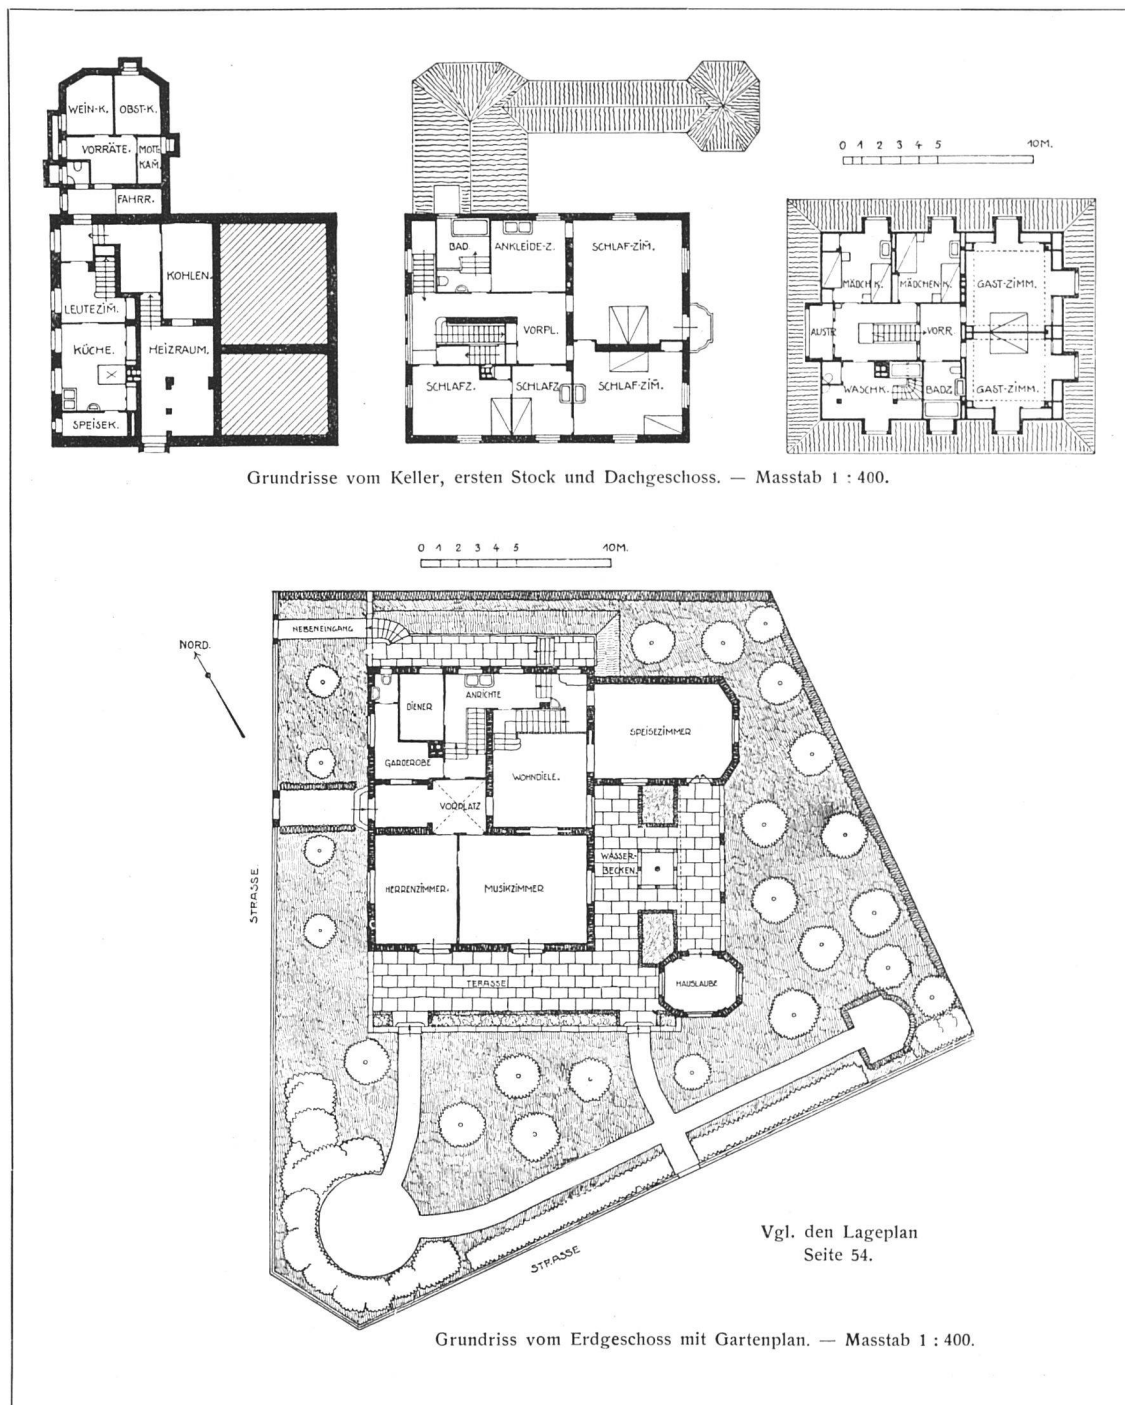 WEIN-K. OBST-K.
VORRÄTE. MOTT.
KAM.
FAHRR.
KOHLEN.
LEUTEZIM.
KÜCHE. HEIZRAUM.
SPEISEK.
BAD. ANKLEIDE-Z. SCHLAF-ZIM̄.
VORPL.
SCHLAFZ. SCHLAFZ. SCHLAF-ZIM̄.
0 1 2 3 4 5 10M.
MÄDCH.K. MÄDCHEN-K. GAST-ZIMM.
AUSTR. VORR.
WASCHK. BADZ. GAST-ZIMM.
Grundrisse vom Keller, ersten Stock und Dachgeschoss. — Masstab 1 : 400.
0 1 2 3 4 5 10M.
NORD.
NEBENEINGANG
DIENER ANRICHTE
SPEISEZIMMER
GARDEROBE WOHNDIELE.
VORPLATZ
WASSER-
BECKEN.
HERRENZIMMER. MUSIKZIMMER
STRASSE.
TERASSE HAUSLAUBE
STRASSE
Vgl. den Lageplan
Seite 54.
Grundriss vom Erdgeschoss mit Gartenplan. — Masstab 1 : 400.